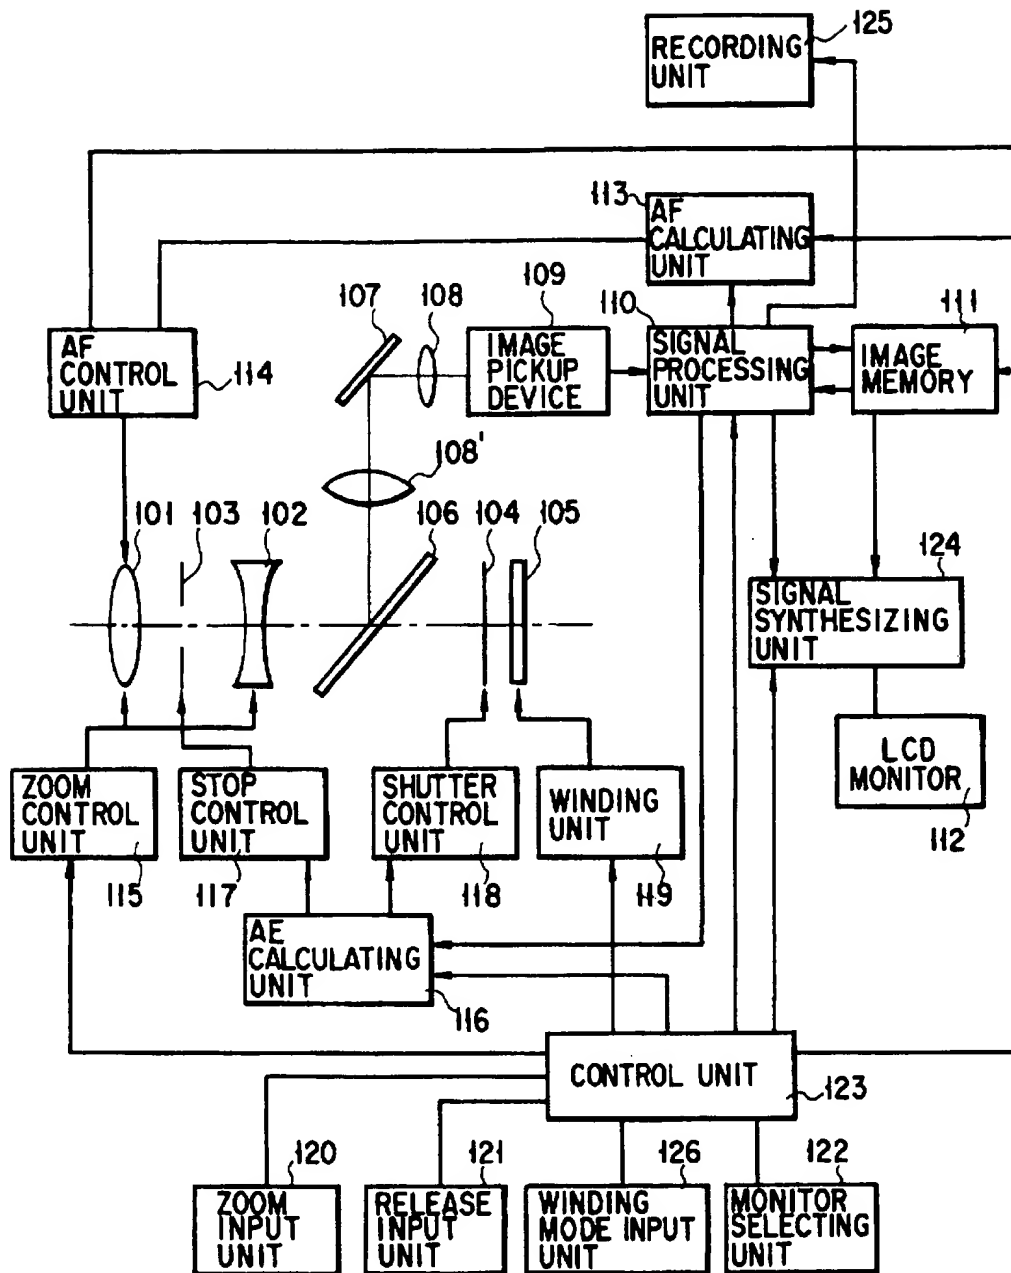 125
RECORDING
UNIT
113
AF
CALCULATING
UNIT
107
108
109
110
111
AF
CONTROL
UNIT
114
IMAGE
PICKUP
DEVICE
SIGNAL
PROCESSING
UNIT
IMAGE
MEMORY
108'
101
103
102
106
104
105
124
SIGNAL
SYNTHESIZING
UNIT
LCD
MONITOR
112
ZOOM
CONTROL
UNIT
115
STOP
CONTROL
UNIT
117
SHUTTER
CONTROL
UNIT
118
WINDING
UNIT
119
AE
CALCULATING
UNIT
116
CONTROL UNIT
123
120
121
126
122
ZOOM
INPUT
UNIT
RELEASE
INPUT
UNIT
WINDING
MODE INPUT
UNIT
MONITOR
SELECTING
UNIT